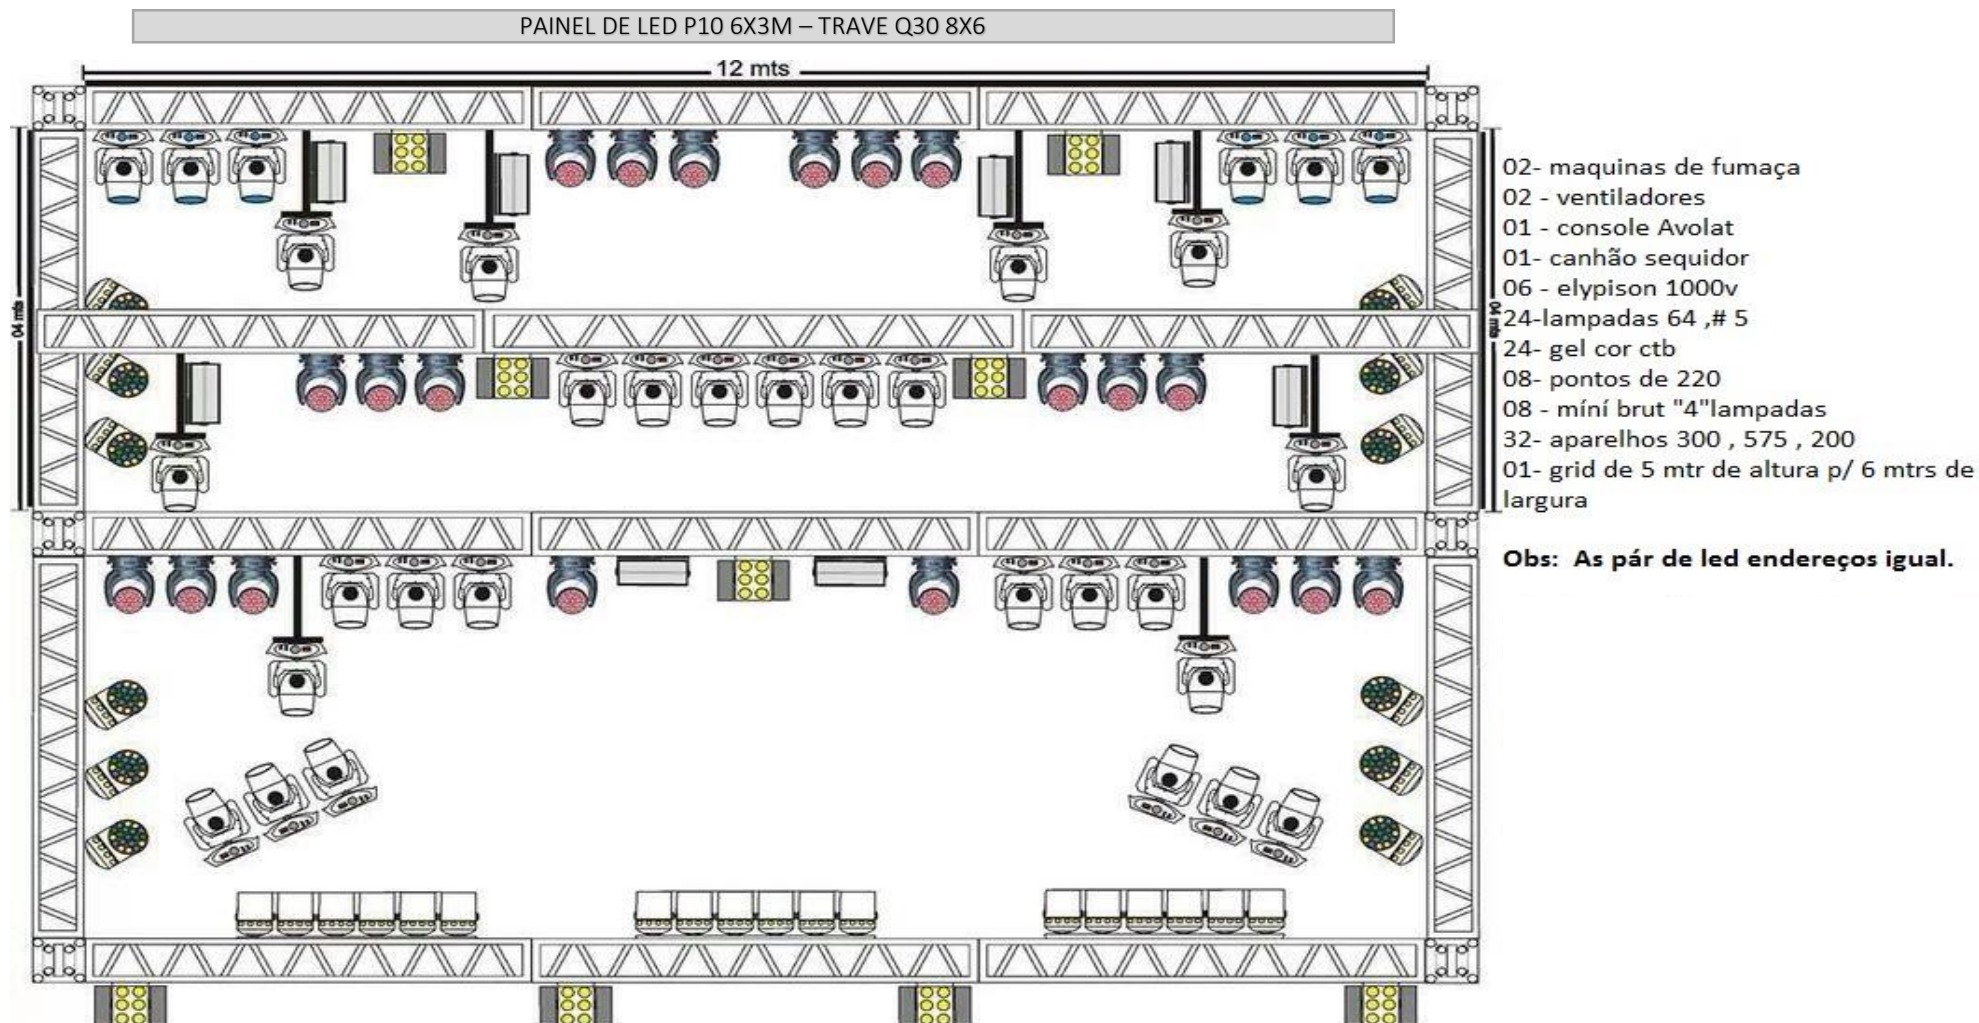 PAINEL DE LED P10 6X3M – TRAVE Q30 8X6
12 mts
04 mts
04 mts
02- maquinas de fumaça
02 - ventiladores
01 - console Avolat
01- canhão sequidor
06 - elypison 1000v
24-lampadas 64 ,# 5
24- gel cor ctb
08- pontos de 220
08 - míní brut "4"lampadas
32- aparelhos 300 , 575 , 200
01- grid de 5 mtr de altura p/ 6 mtrs de
largura
Obs:  As pár de led endereços igual.